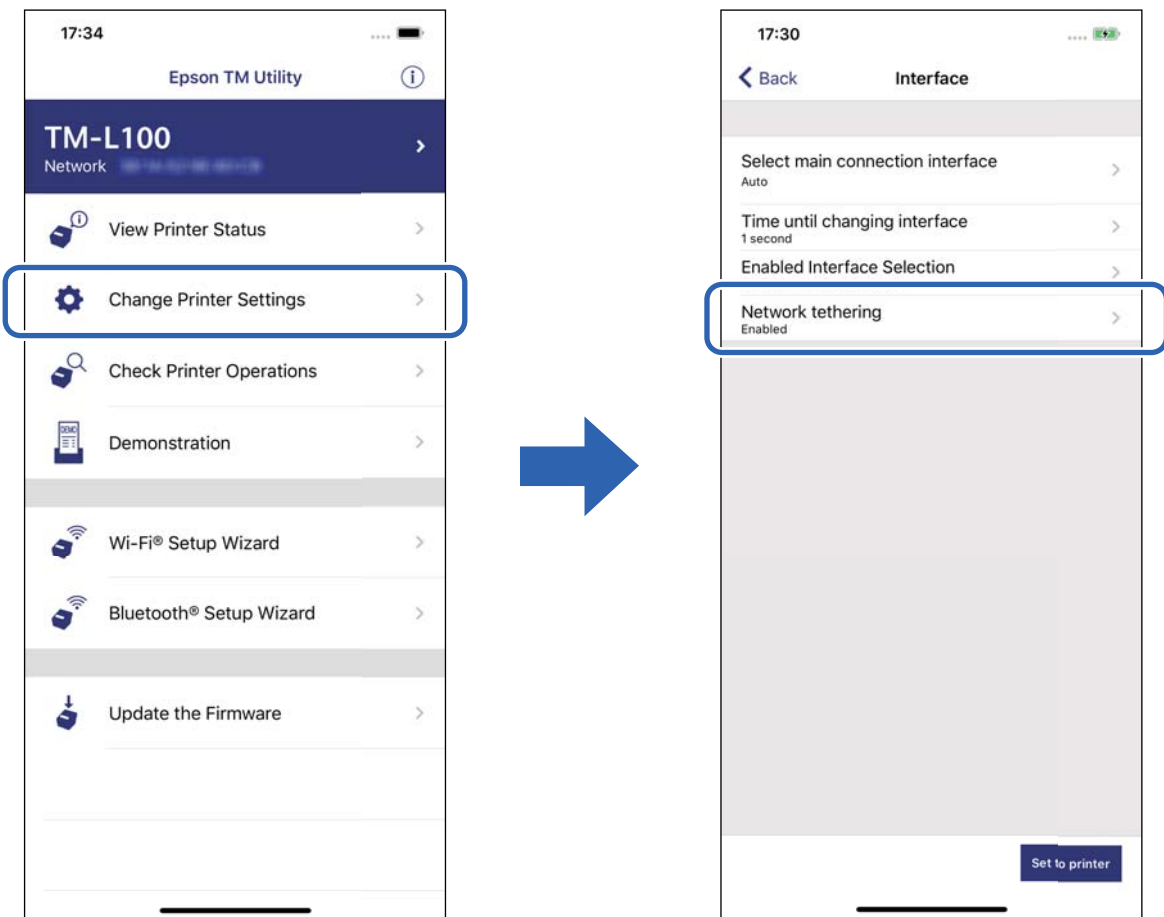 17:34
Epson TM Utility
TM-L100
Network
View Printer Status
Change Printer Settings
Check Printer Operations
DEMO
Demonstration
Wi-Fi® Setup Wizard
Bluetooth® Setup Wizard
Update the Firmware
17:30
Back
Interface
Select main connection interface
Auto
Time until changing interface
1 second
Enabled Interface Selection
Network tethering
Enabled
Set to printer